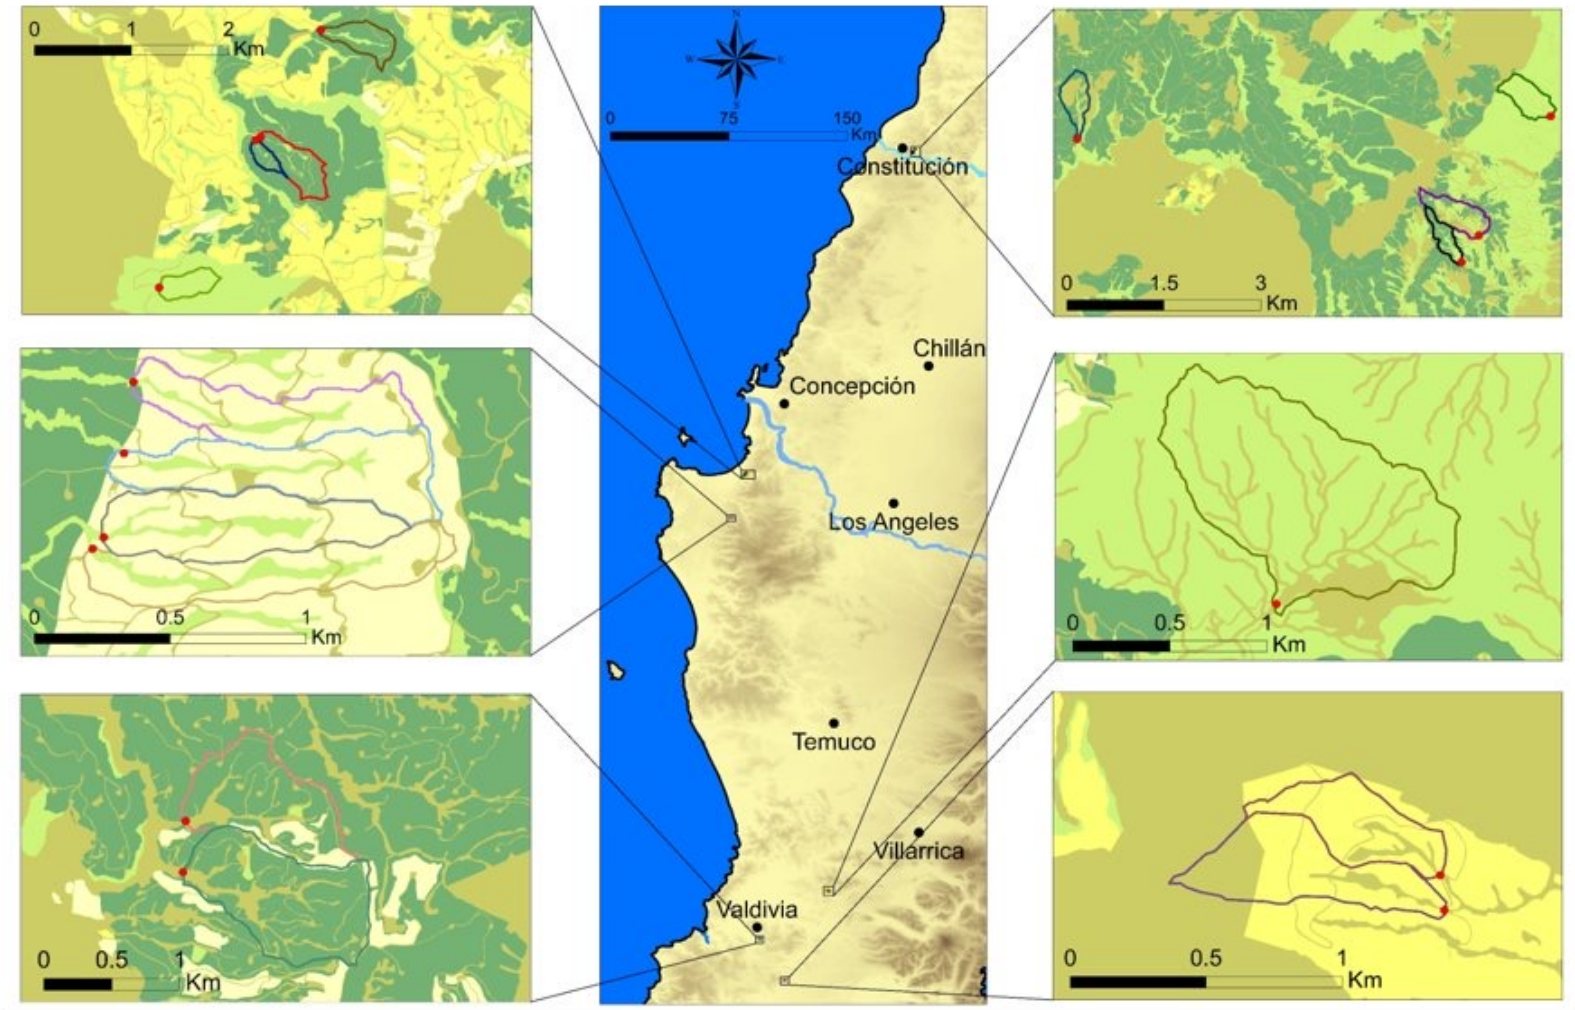 0 1 2
Km
N
W E
S
0 75 150
Km
Constitución
Chillán
Concepción
Los Angeles
Temuco
Villarrica
Valdivia
0 1.5 3
Km
0 0.5 1
Km
0 0.5 1
Km
0 0.5 1
Km
0 0.5 1
Km